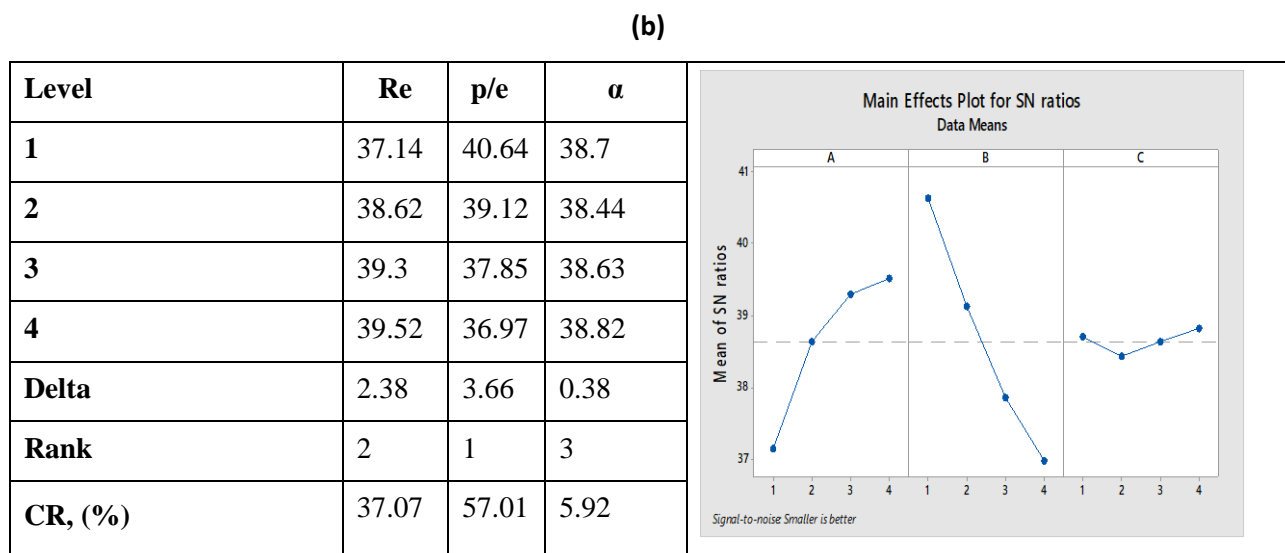 (b)
Level Re p/e α
1 37.14 40.64 38.7
2 38.62 39.12 38.44
3 39.3 37.85 38.63
4 39.52 36.97 38.82
Delta 2.38 3.66 0.38
Rank 2 1 3
CR, (%) 37.07 57.01 5.92
Main Effects Plot for SN ratios
Data Means
A B C
Mean of SN ratios
41
40
39
38
37
1 2 3 4 1 2 3 4 1 2 3 4
Signal-to-noise: Smaller is better